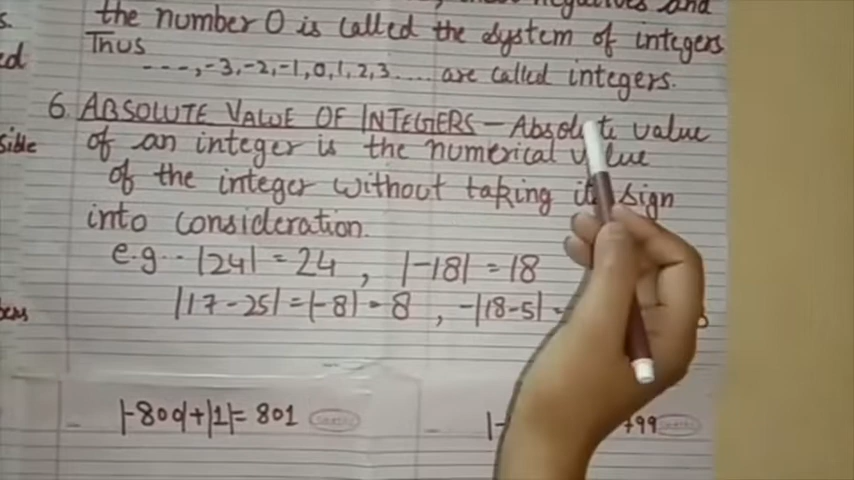 negatives and
the number 0 is called the system of integers
Thus
----,-3,-2,-1,0,1,2,3.... are called integers.
6. ABSOLUTE VALUE OF INTEGERS - Absolute value
of an integer is the numerical value
of the integer without taking its sign
into consideration.
e.g.. |24| = 24 , |-18| = 18
|17-25| = |-8| = 8 , -|18-5| =
|-800|+|1|= 801